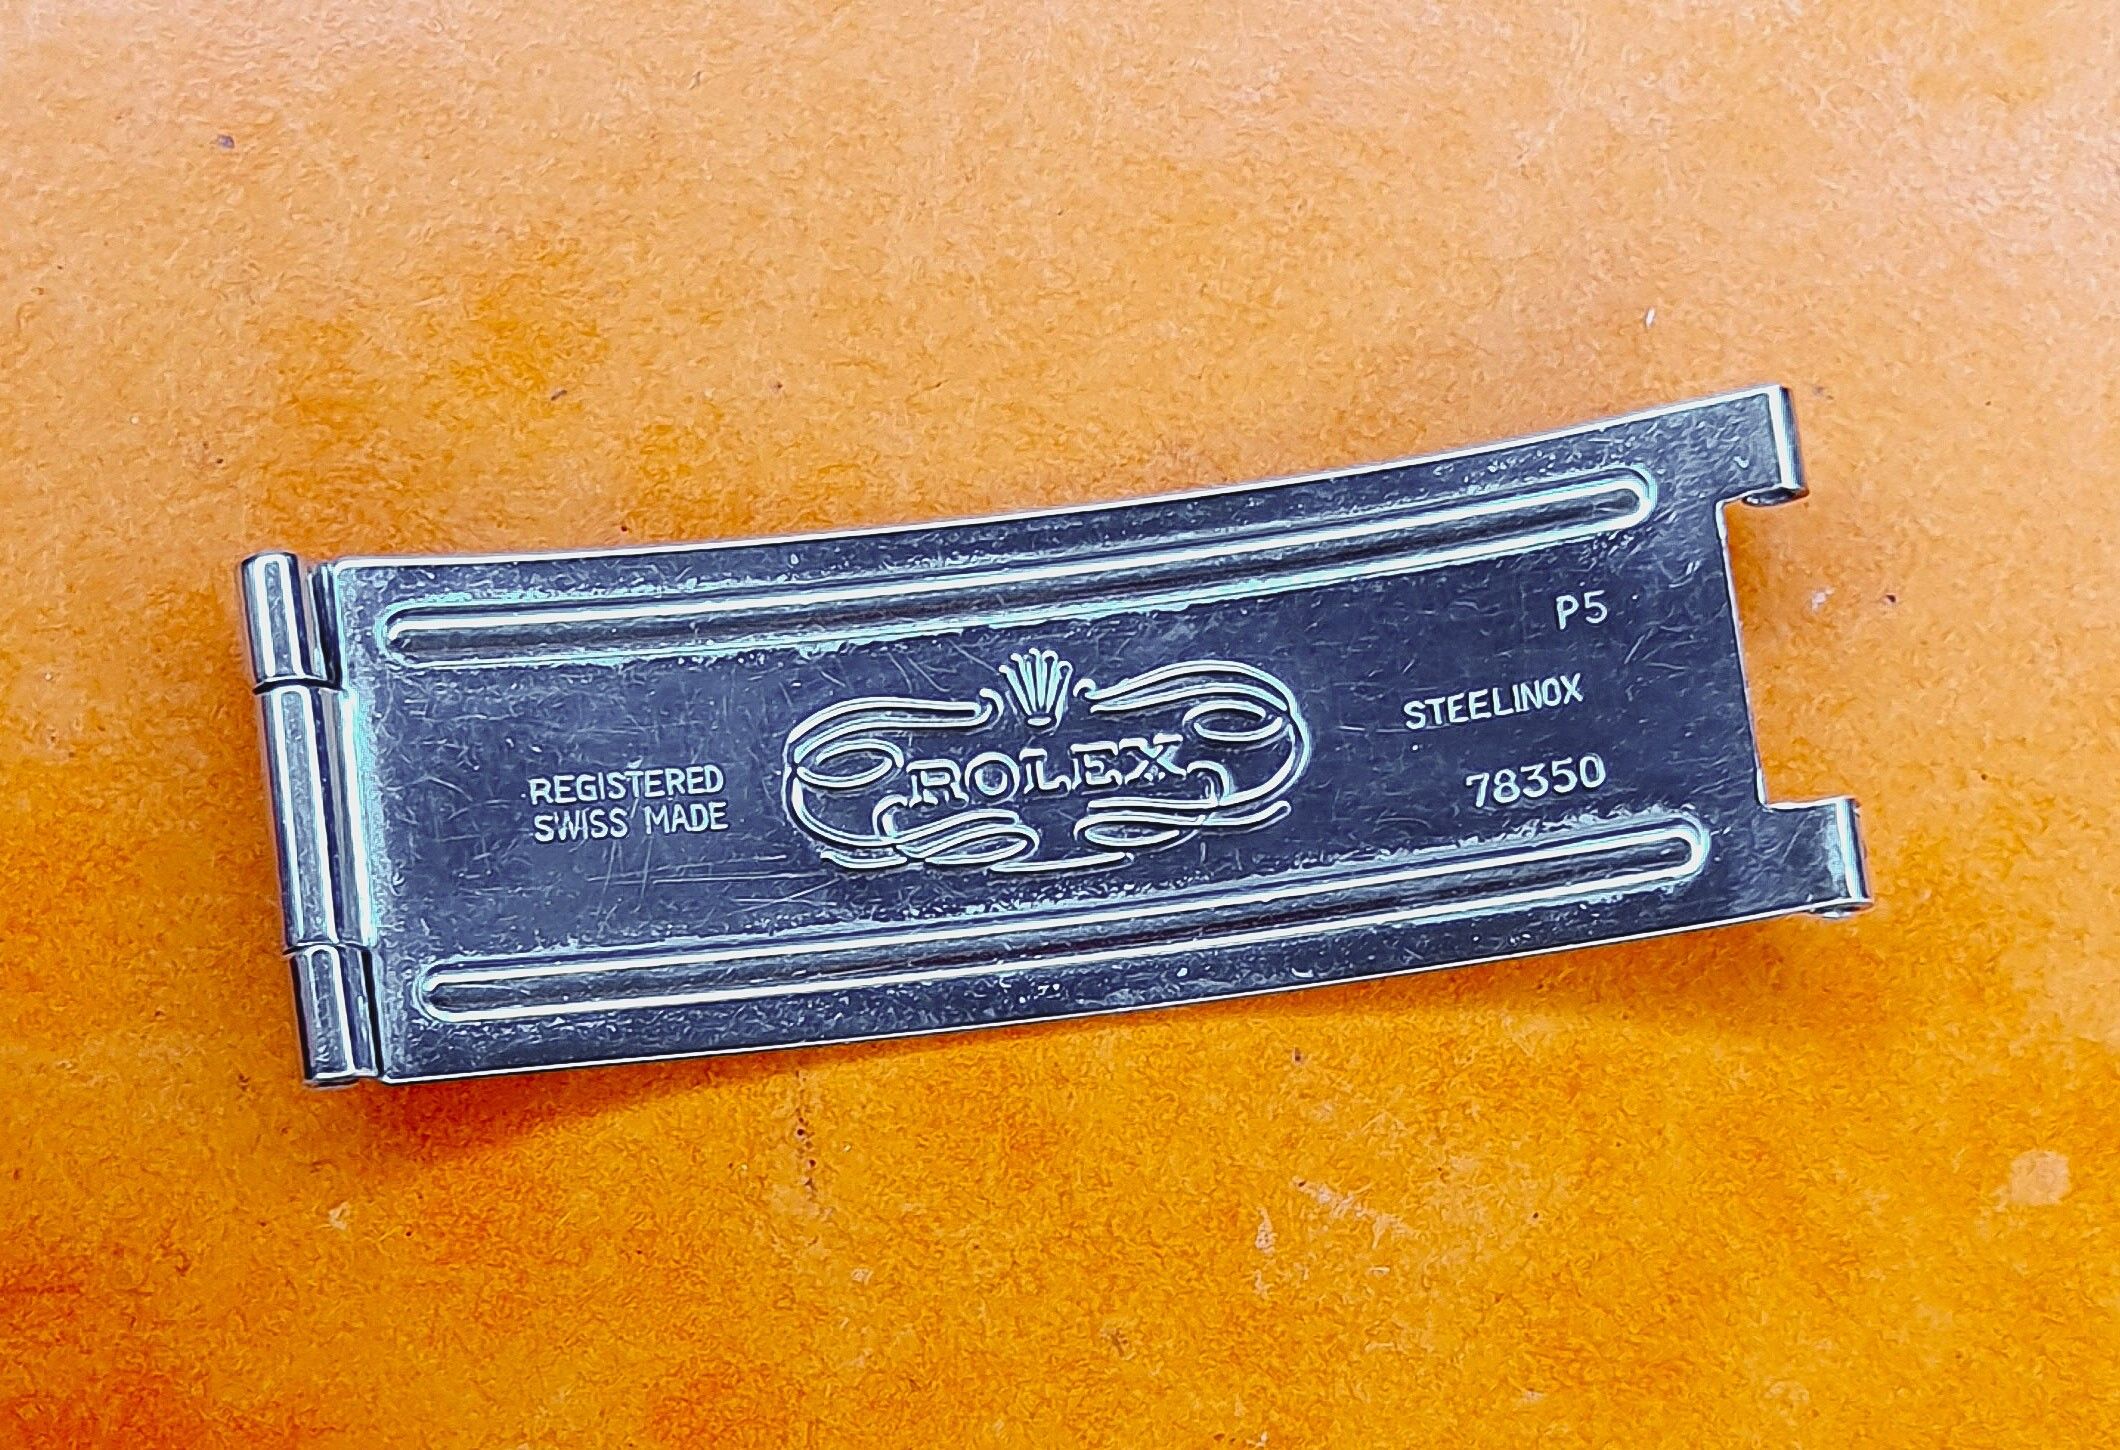 REGISTERED
SWISS MADE
ROLEX
P5
STEELINOX
78350